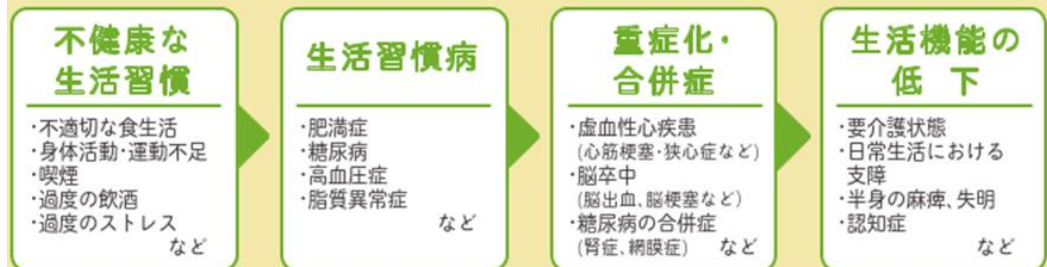 不健康な
生活習慣
・不適切な食生活
・身体活動・運動不足
・喫煙
・過度の飲酒
・過度のストレス
など
生活習慣病
・肥満症
・糖尿病
・高血圧症
・脂質異常症
など
重症化・
合併症
・虚血性心疾患
(心筋梗塞・狭心症など)
・脳卒中
(脳出血、脳梗塞など)
・糖尿病の合併症
(腎症、網膜症) など
生活機能の
低 下
・要介護状態
・日常生活における
支障
・半身の麻痺、失明
・認知症
など